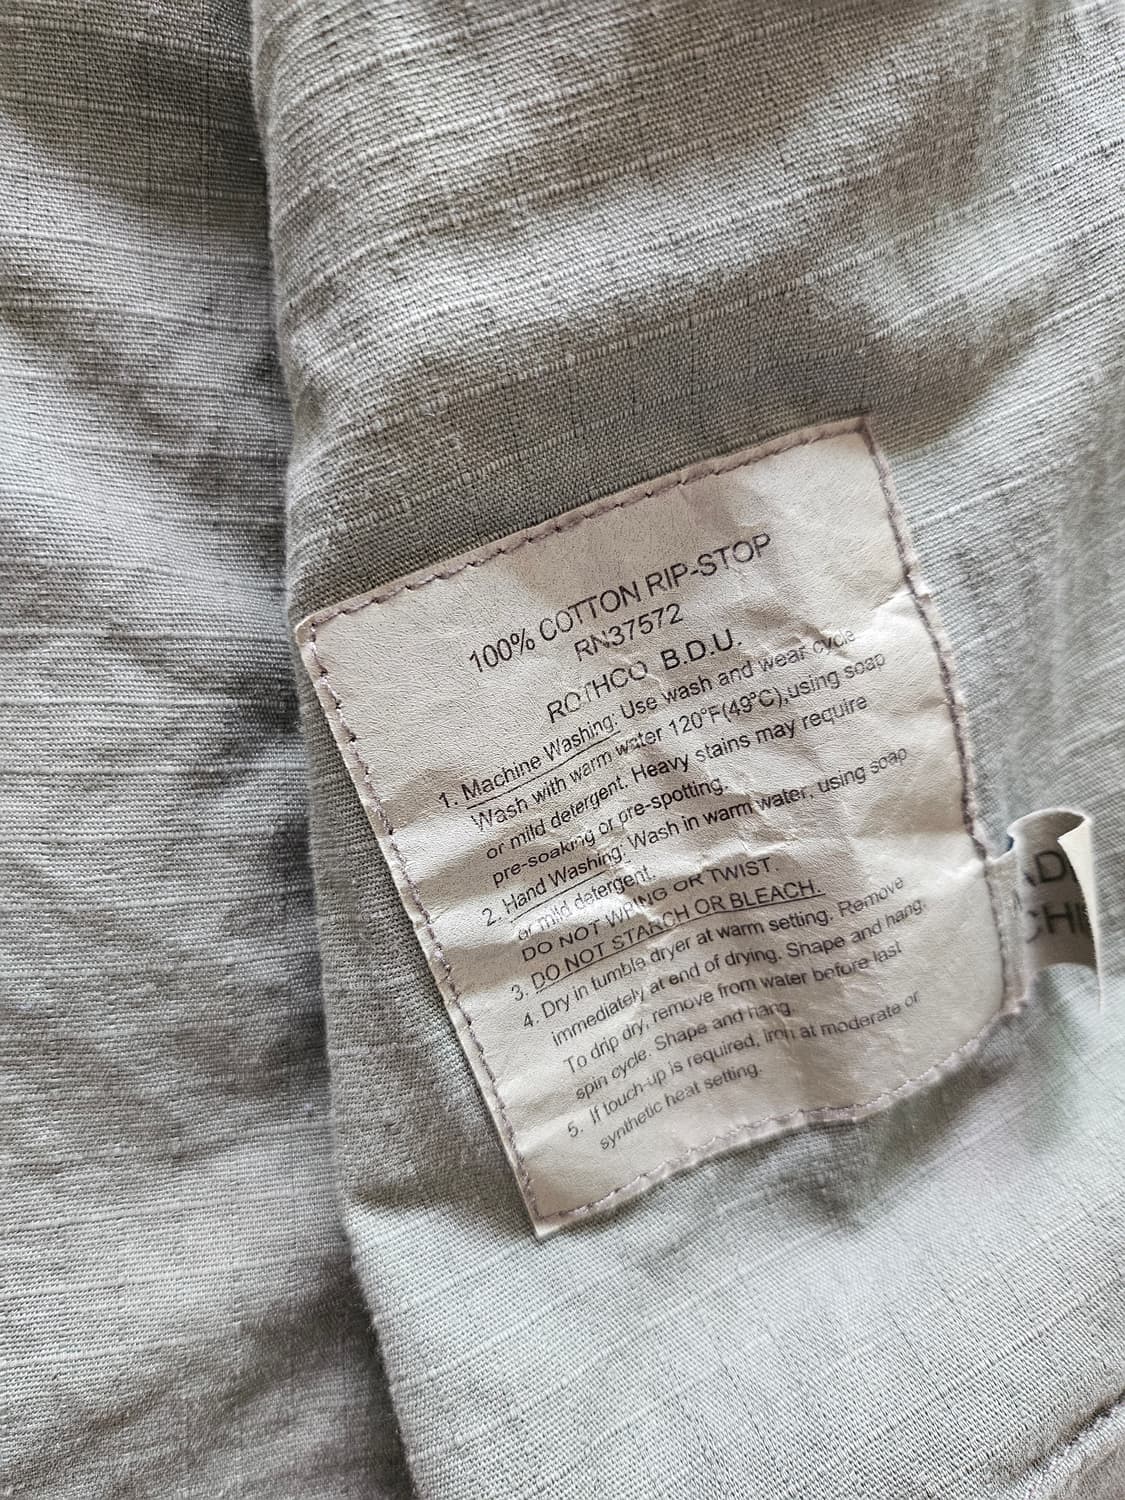 100% COTTON RIP-STOP
RN37572
ROTHCO B.D.U.
1. Machine Washing: Use wash and wear cycle
Wash with warm water 120°F(49°C),using soap
or mild detergent. Heavy stains may require
pre-soaking or pre-spotting.
2. Hand Washing: Wash in warm water, using soap
or mild detergent.
DO NOT WRING OR TWIST.
3. DO NOT STARCH OR BLEACH.
4. Dry in tumble dryer at warm setting. Remove
immediately at end of drying. Shape and hang.
To drip dry, remove from water before last
spin cycle. Shape and hang.
5. If touch-up is required, iron at moderate or
synthetic heat setting.